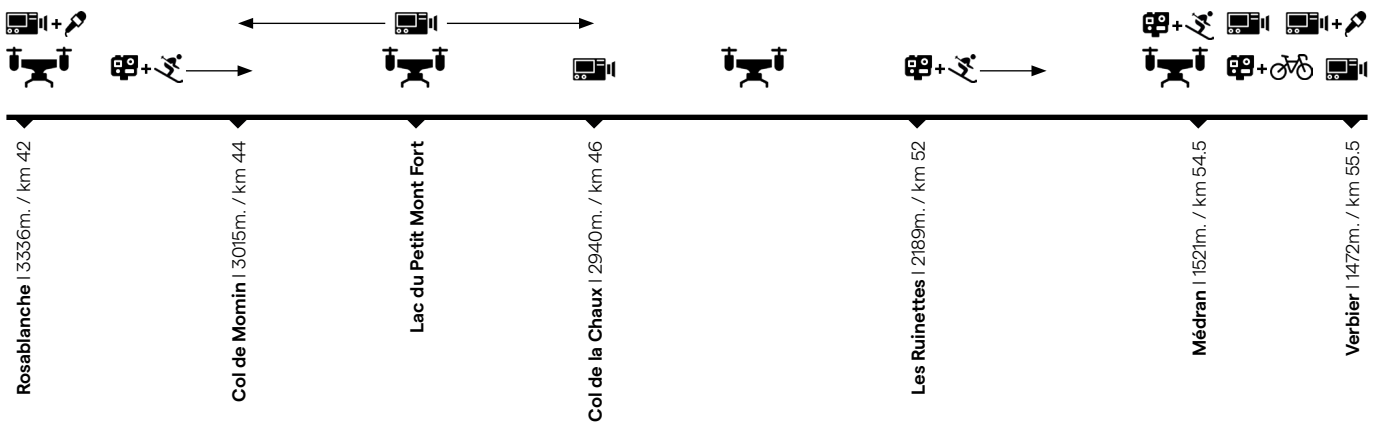 Rosablanche | 3336m. / km 42
Col de Momin | 3015m. / km 44
Lac du Petit Mont Fort
Col de la Chaux | 2940m. / km 46
Les Ruinettes | 2189m. / km 52
Médran | 1521m. / km 54.5
Verbier | 1472m. / km 55.5